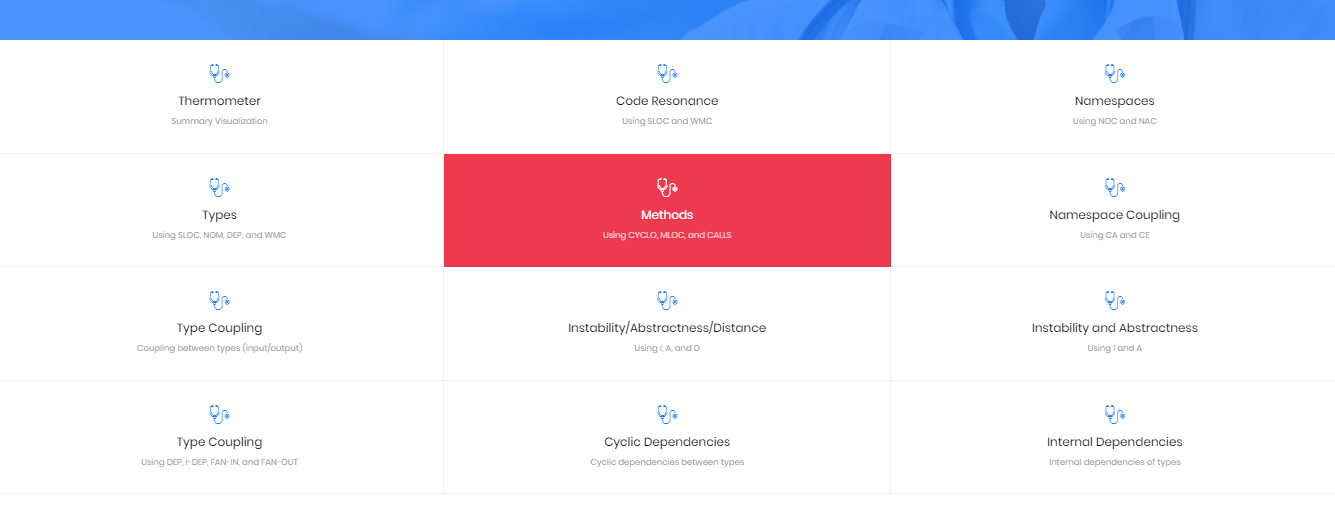 Thermometer
Summary Visualization
Code Resonance
Using SLOC and WMC
Namespaces
Using NOC and NAC
Types
Using SLOC, NOM, DEP, and WMC
Methods
Using CYCLO, MLOC, and CALLS
Namespace Coupling
Using CA and CE
Type Coupling
Coupling between types (input/output)
Instability/Abstractness/Distance
Using I, A, and D
Instability and Abstractness
Using I and A
Type Coupling
Using DEP, I-DEP, FAN-IN, and FAN-OUT
Cyclic Dependencies
Cyclic dependencies between types
Internal Dependencies
Internal dependencies of types